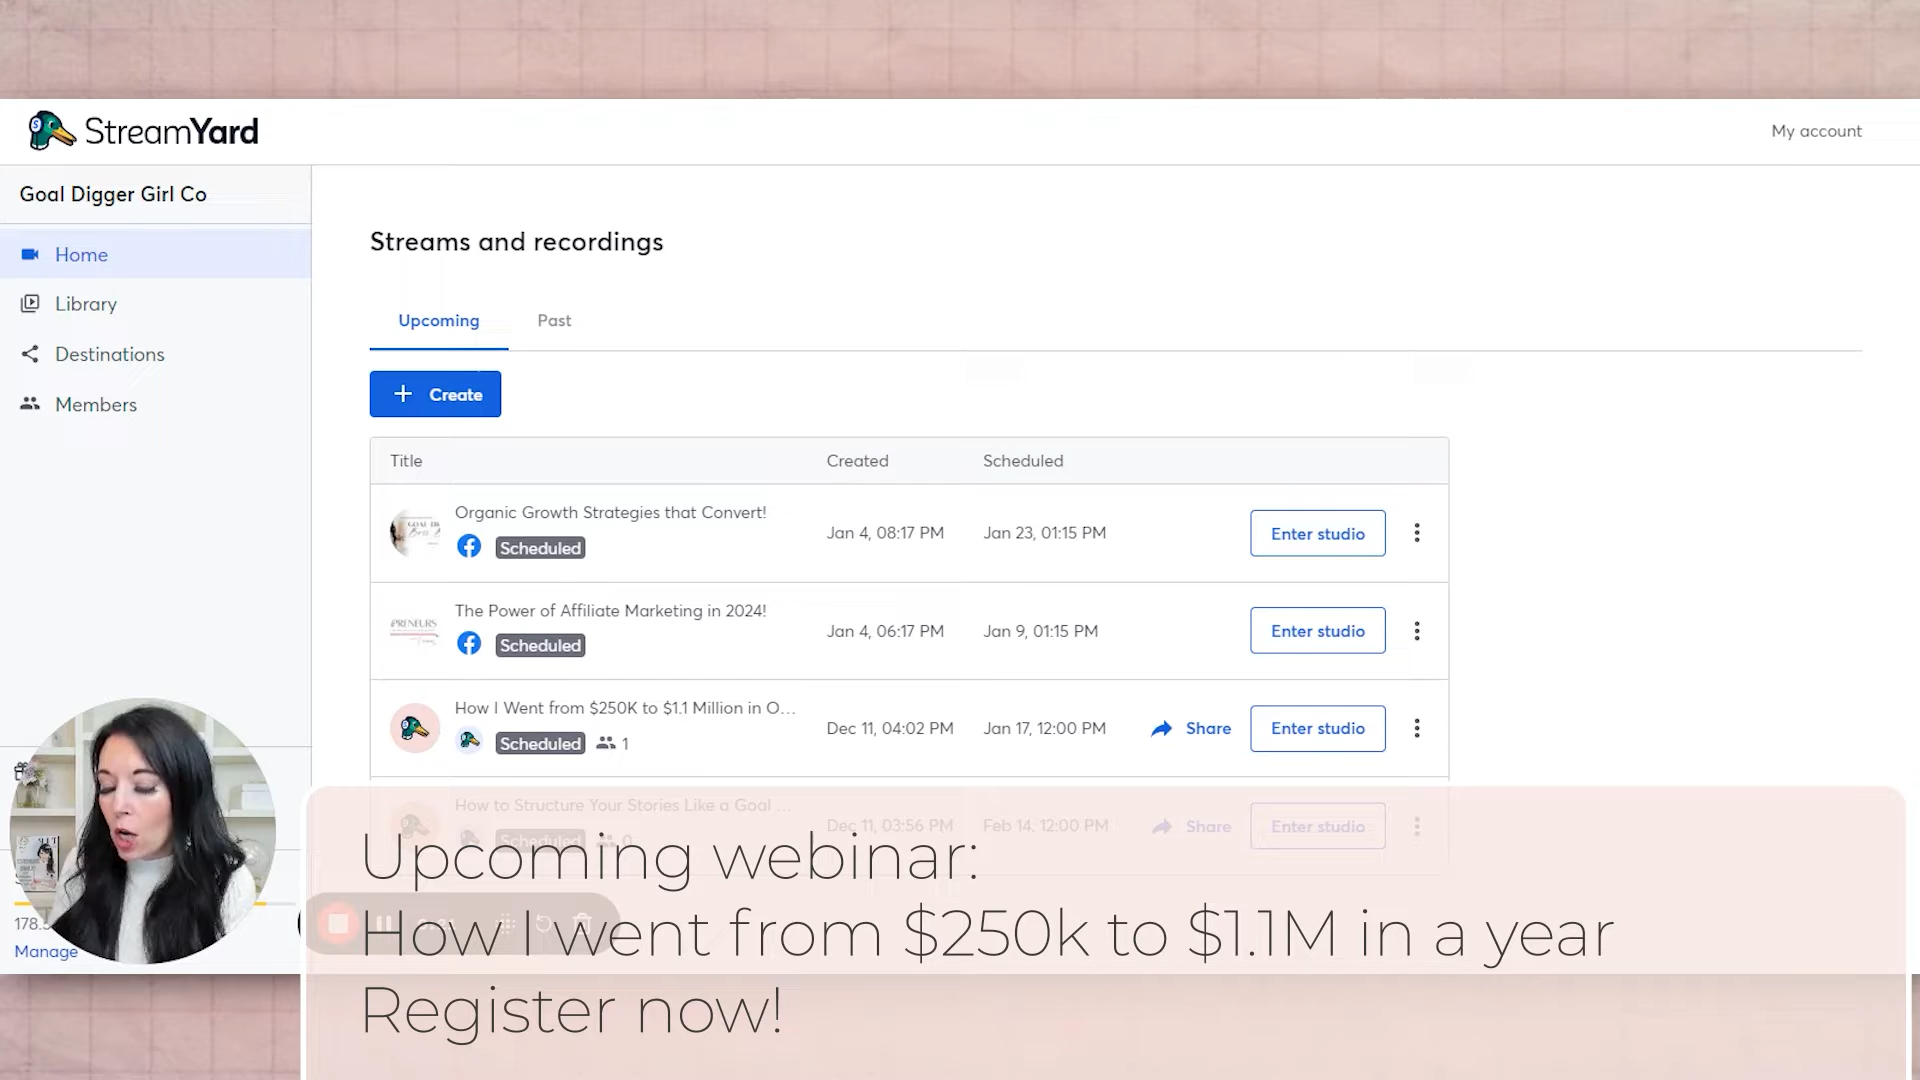 StreamYard
My account
Goal Digger Girl Co
Home
Library
Destinations
Members
Streams and recordings
Upcoming
Past
+ Create
Title
Created
Scheduled
Organic Growth Strategies that Convert!
Scheduled
Jan 4, 08:17 PM
Jan 23, 01:15 PM
Enter studio
PRENEURS
The Power of Affiliate Marketing in 2024!
Scheduled
Jan 4, 06:17 PM
Jan 9, 01:15 PM
Enter studio
How I Went from $250K to $1.1 Million in O...
Scheduled
1
Dec 11, 04:02 PM
Jan 17, 12:00 PM
Share
Enter studio
How to Structure Your Stories Like a Goal ...
Scheduled
0
Dec 11, 03:56 PM
Feb 14, 12:00 PM
Share
Enter studio
Manage
Upcoming webinar:
How I went from $250k to $1.1M in a year
Register now!